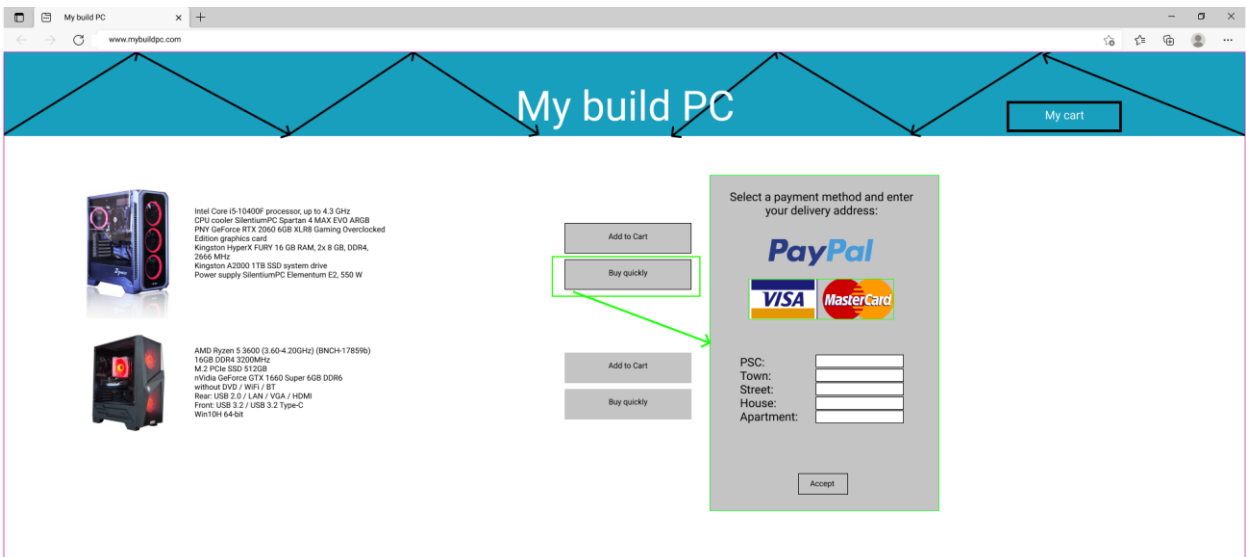 My build PC
www.mybuildpc.com
My build PC
My cart
Intel Core i5-10400F processor, up to 4.3 GHz
CPU cooler SilentiumPC Spartan 4 MAX EVO ARGB
PNY GeForce RTX 2060 6GB XLR8 Gaming Overclocked
Edition graphics card
Kingston HyperX FURY 16 GB RAM, 2x 8 GB, DDR4,
2666 MHz
Kingston A2000 1TB SSD system drive
Power supply SilentiumPC Elementum E2, 550 W
Add to Cart
Buy quickly
AMD Ryzen 5 3600 (3.60-4.20GHz) (BNCH-17859b)
16GB DDR4 3200MHz
M.2 PCIe SSD 512GB
nVidia GeForce GTX 1660 Super 6GB DDR6
without DVD / WiFi / BT
Rear: USB 2.0 / LAN / VGA / HDMI
Front: USB 3.2 / USB 3.2 Type-C
Win10H 64-bit
Add to Cart
Buy quickly
Select a payment method and enter
your delivery address:
PayPal
VISA
MasterCard
PSC:
Town:
Street:
House:
Apartment:
Accept